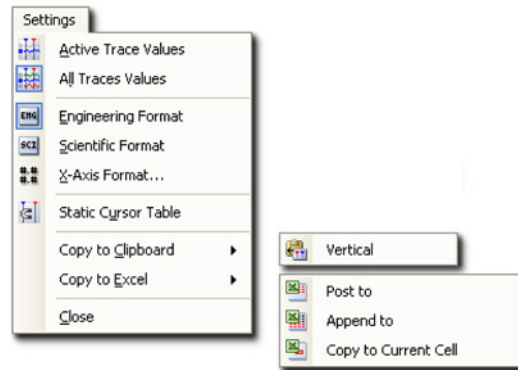 Settings
Active Trace Values
All Traces Values
ENG Engineering Format
SCI Scientific Format
#.# #.# X-Axis Format...
Static Cursor Table
Copy to Clipboard
Copy to Excel
Close
Vertical
Post to
Append to
Copy to Current Cell